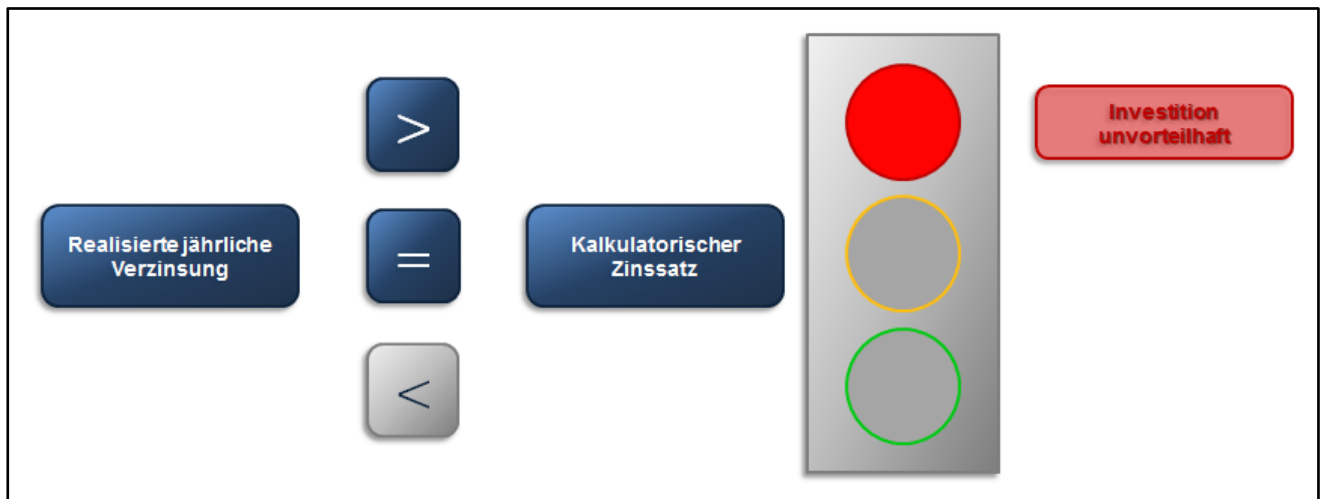 >
Investition
unvorteilhaft
Realisierte jährliche
Verzinsung
=
Kalkulatorischer
Zinssatz
<